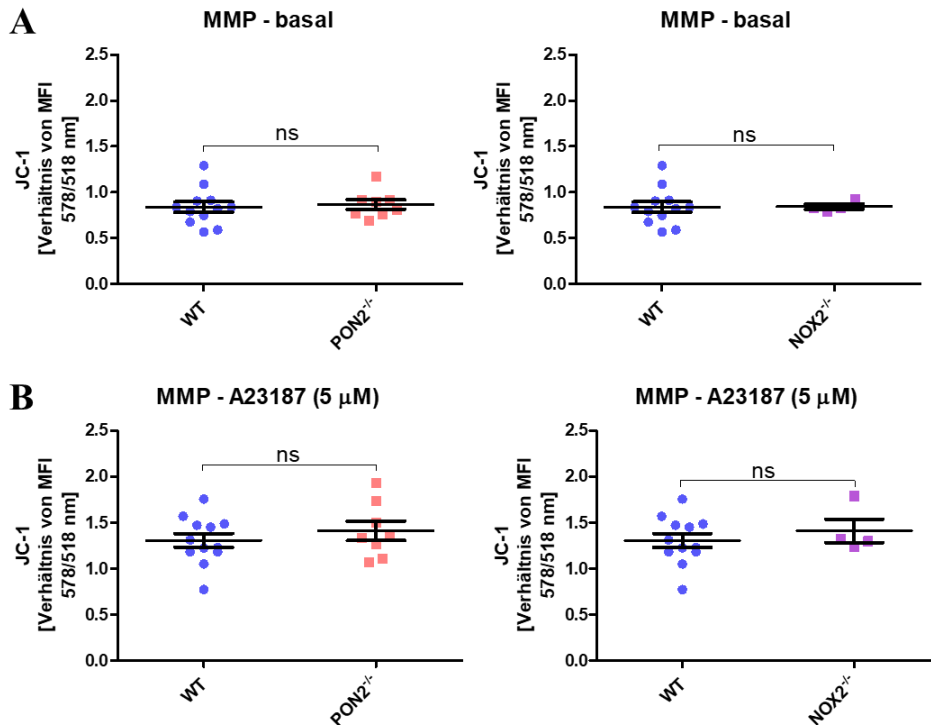 A
MMP - basal
JC-1
[Verhältnis von MFI
578/518 nm]
2.5
2.0
1.5
1.0
0.5
0.0
ns
WT
PON2-/-
MMP - basal
JC-1
[Verhältnis von MFI
578/518 nm]
2.5
2.0
1.5
1.0
0.5
0.0
ns
WT
NOX2-/-
B
MMP - A23187 (5 µM)
JC-1
[Verhältnis von MFI
578/518 nm]
2.5
2.0
1.5
1.0
0.5
0.0
ns
WT
PON2-/-
MMP - A23187 (5 µM)
JC-1
[Verhältnis von MFI
578/518 nm]
2.5
2.0
1.5
1.0
0.5
0.0
ns
WT
NOX2-/-